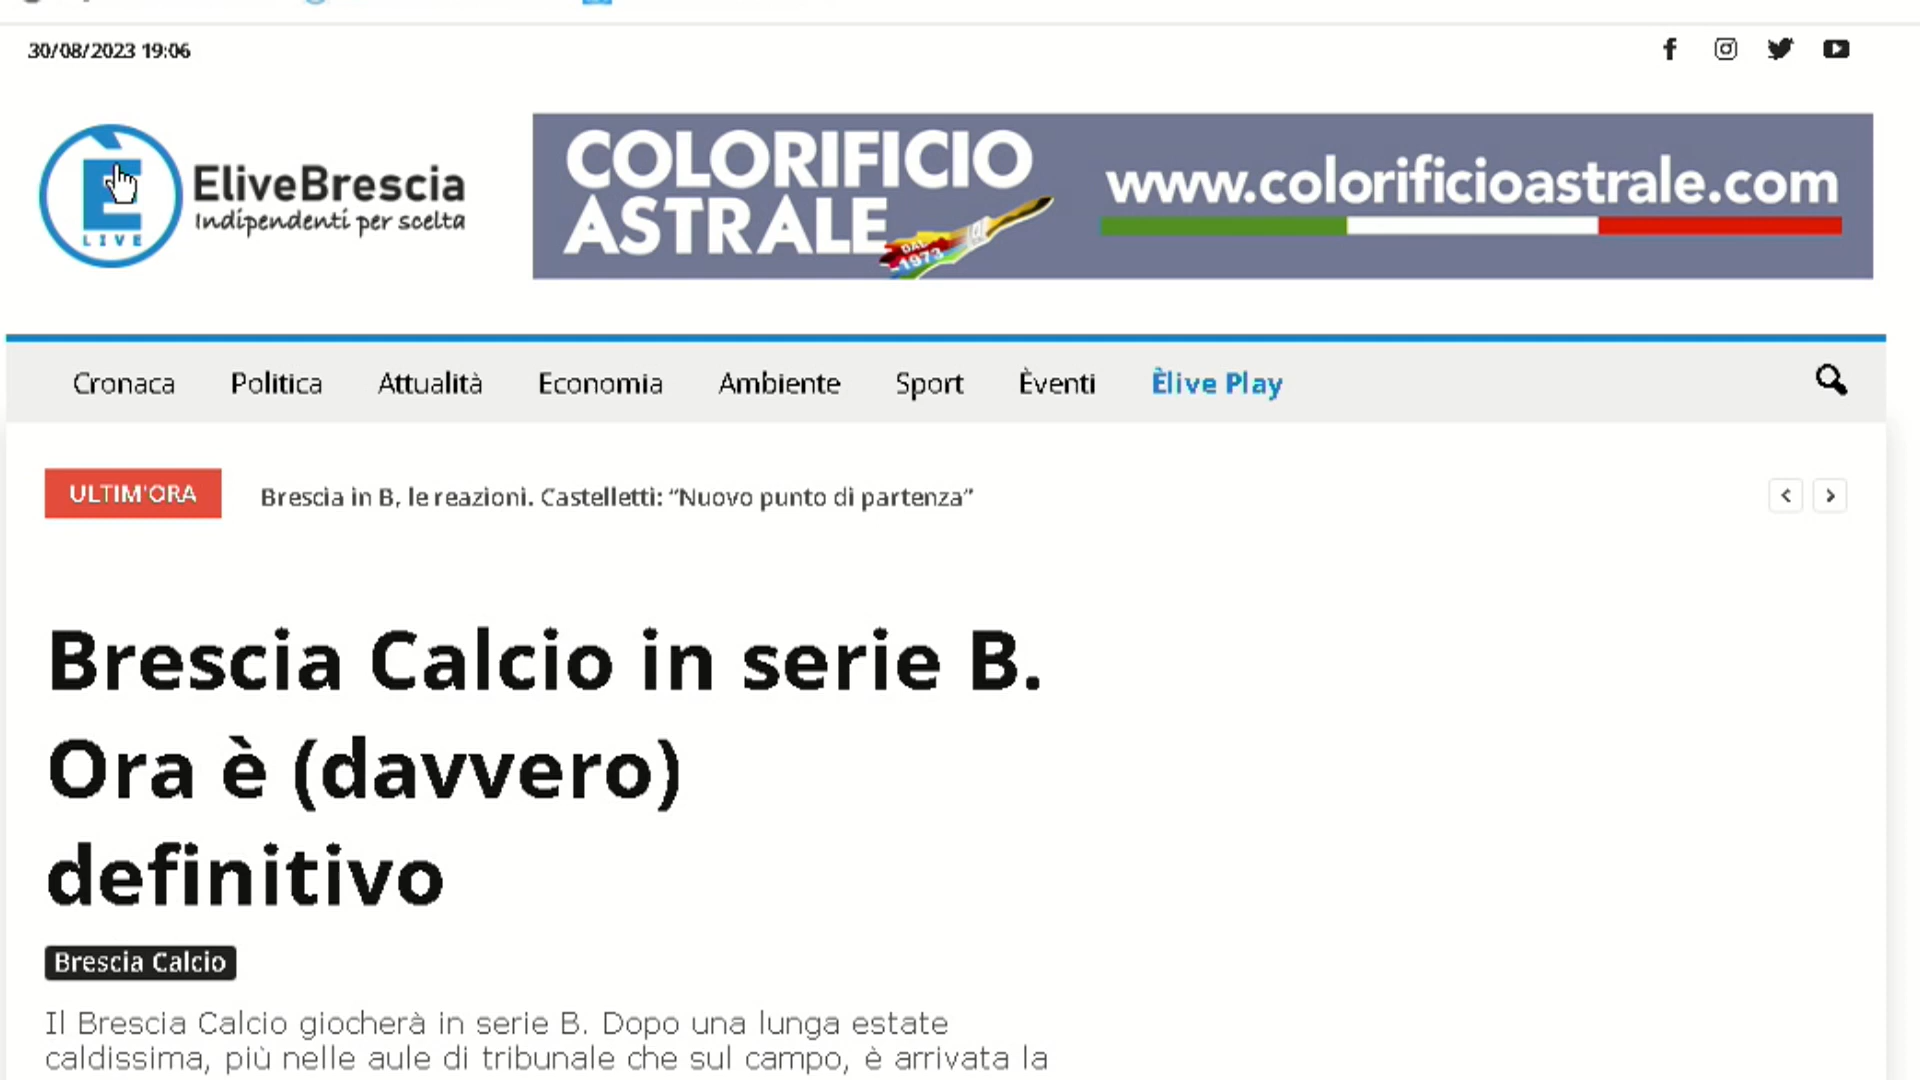 30/08/2023 19:06
È
LIVE
EliveBrescia
Indipendenti per scelta
COLORIFICIO
ASTRALE
DAL
1973
www.colorificioastrale.com
Cronaca Politica Attualità Economia Ambiente Sport Èventi Èlive Play
ULTIM'ORA
Brescia in B, le reazioni. Castelletti: “Nuovo punto di partenza”
Brescia Calcio in serie B.
Ora è (davvero)
definitivo
Brescia Calcio
Il Brescia Calcio giocherà in serie B. Dopo una lunga estate
caldissima, più nelle aule di tribunale che sul campo, è arrivata la